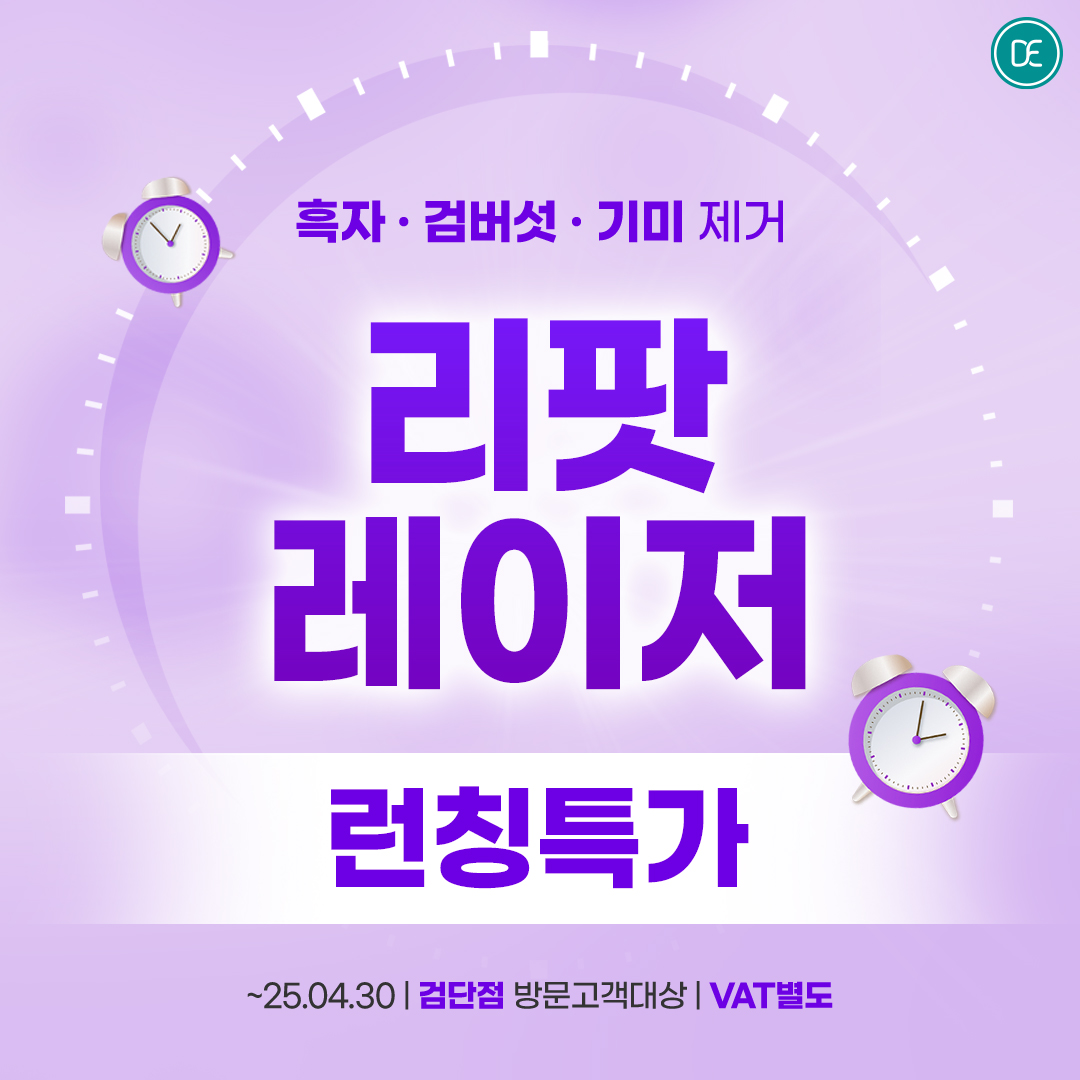 DE
흑자 · 검버섯 · 기미 제거
리팟
레이저
런칭특가
~25.04.30 | 검단점 방문고객대상 | VAT별도